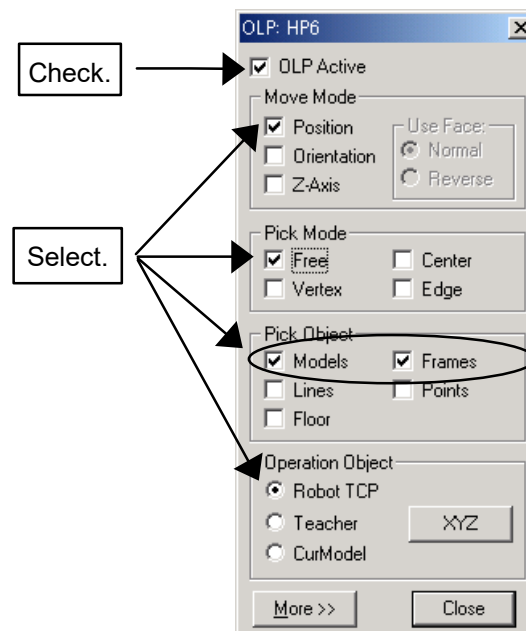 OLP: HP6
Check.
OLP Active
Move Mode
Position
Use Face:
Orientation
Normal
Z-Axis
Reverse
Select.
Pick Mode
Free
Center
Vertex
Edge
Pick Object
Models
Frames
Lines
Points
Floor
Operation Object
Robot TCP
Teacher
XYZ
CurModel
More >>
Close